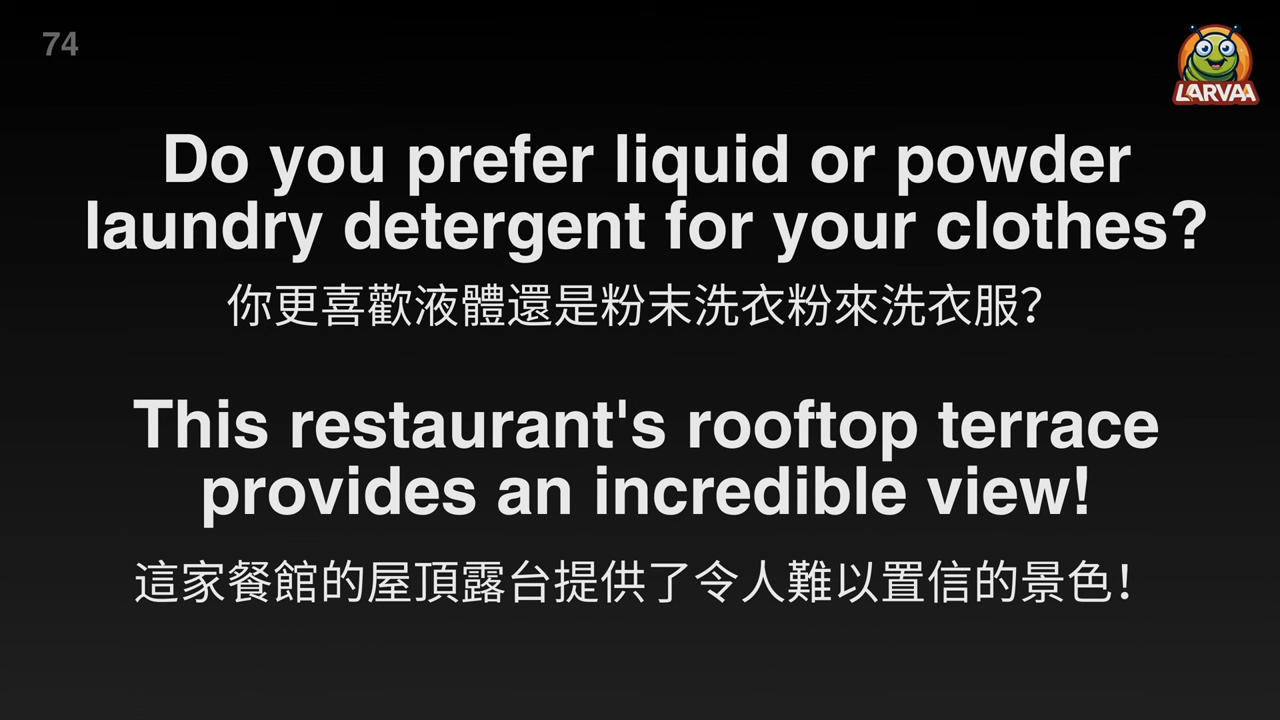 74
LARVAA
Do you prefer liquid or powder
laundry detergent for your clothes?
你更喜歡液體還是粉末洗衣粉來洗衣服?
This restaurant's rooftop terrace
provides an incredible view!
這家餐館的屋頂露台提供了令人難以置信的景色!